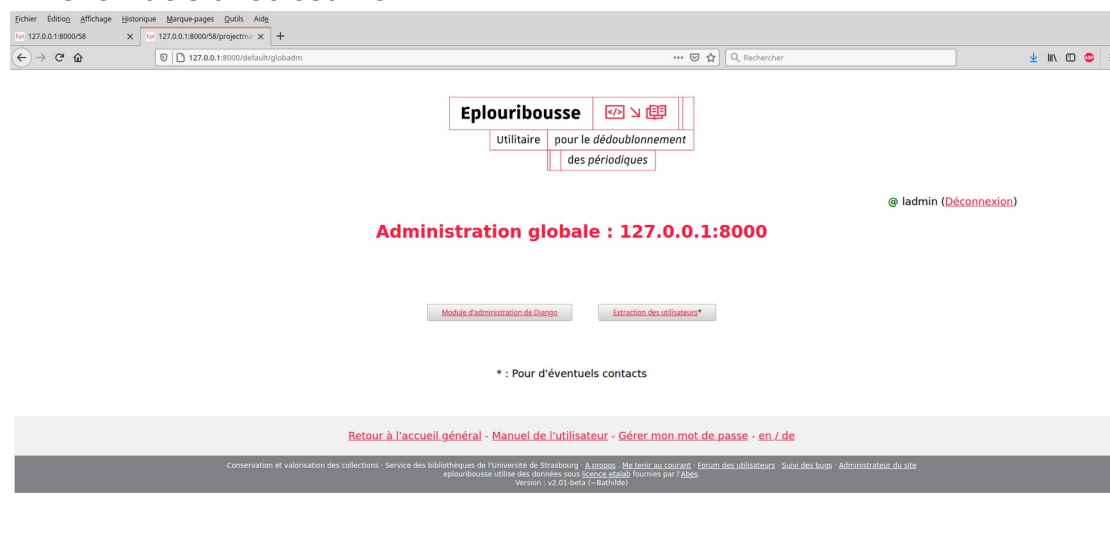 Fichier Édition Affichage Historique Marque-pages Outils Aide
127.0.0.1:8000/58 127.0.0.1:8000/58/projectma
127.0.0.1:8000/default/globadm Rechercher
Eplouribousse
Utilitaire pour le dédoublonnement
des périodiques
@ ladmin (Déconnexion)
Administration globale : 127.0.0.1:8000
Module d'administration de Django Extraction des utilisateurs*
* : Pour d'éventuels contacts
Retour à l'accueil général - Manuel de l'utilisateur - Gérer mon mot de passe - en / de
Conservation et valorisation des collections · Service des bibliothèques de l'Université de Strasbourg · A propos · Me tenir au courant · Forum des utilisateurs · Suivi des bugs · Administrateur du site
eplouribousse utilise des données sous licence etalab fournies par l'Abes.
Version : v2.01-beta (~Bathilde)